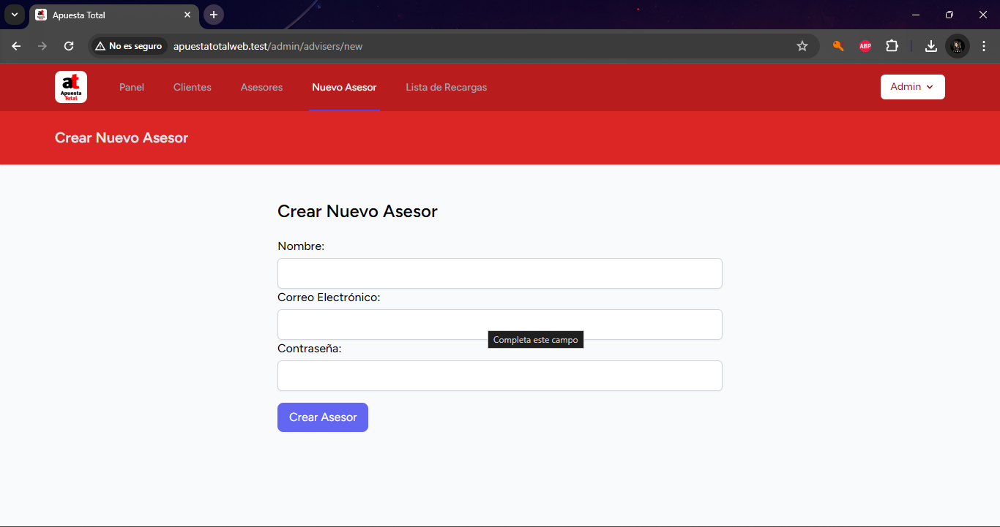 Apuesta Total
No es seguro
apuestatotalweb.test/admin/advisers/new
ABP
at
Apuesta
Total
Panel
Clientes
Asesores
Nuevo Asesor
Lista de Recargas
Admin
Crear Nuevo Asesor
Crear Nuevo Asesor
Nombre:
Correo Electrónico:
Completa este campo
Contraseña:
Crear Asesor